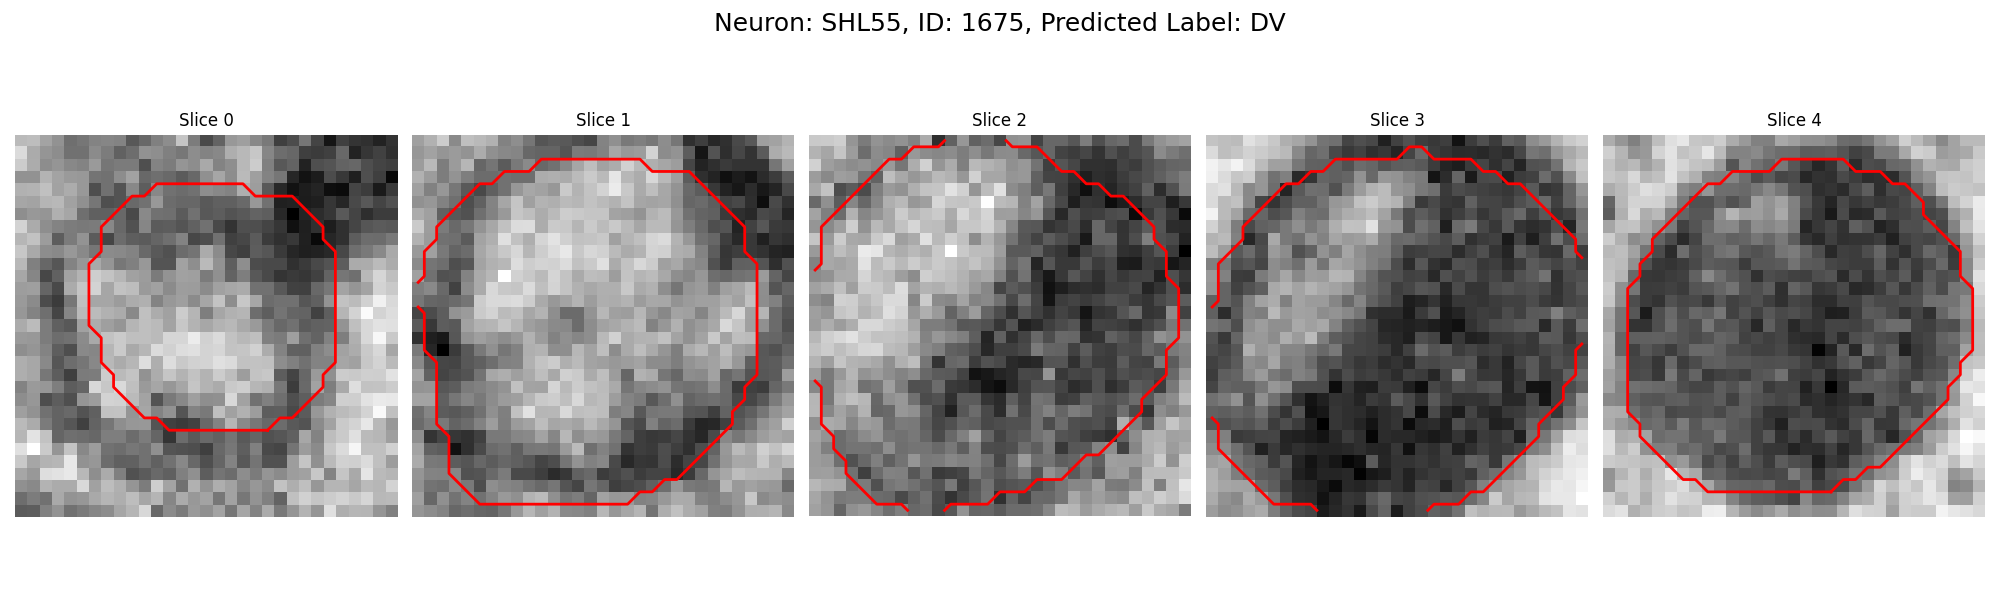 Neuron: SHL55, ID: 1675, Predicted Label: DV
Slice 0
Slice 1
Slice 2
Slice 3
Slice 4